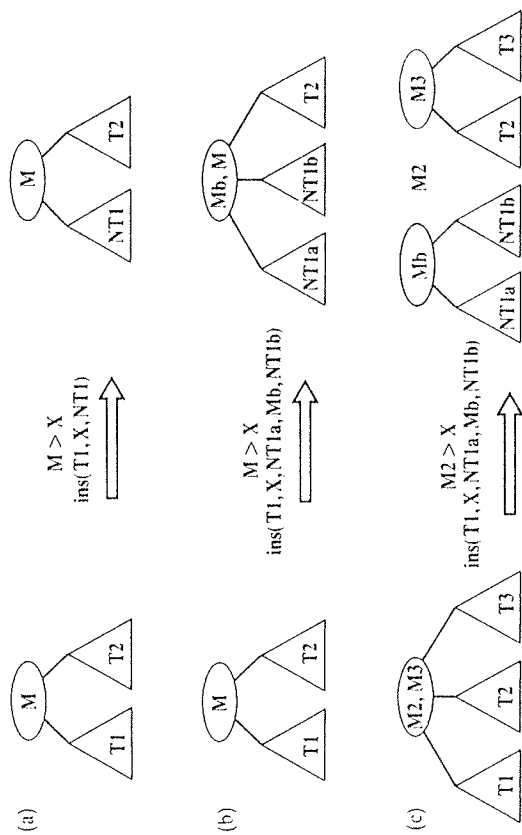 (a)
M
T1
T2
M > X
ins(T1,X,NT1)
M
NT1
T2
(b)
M
T1
T2
M > X
ins(T1,X,NT1a,Mb,NT1b)
Mb, M
NT1a
NT1b
T2
(c)
M2, M3
T1
T2
T3
M2 > X
ins(T1,X,NT1a,Mb,NT1b)
Mb
NT1a
NT1b
M2
M3
T2
T3